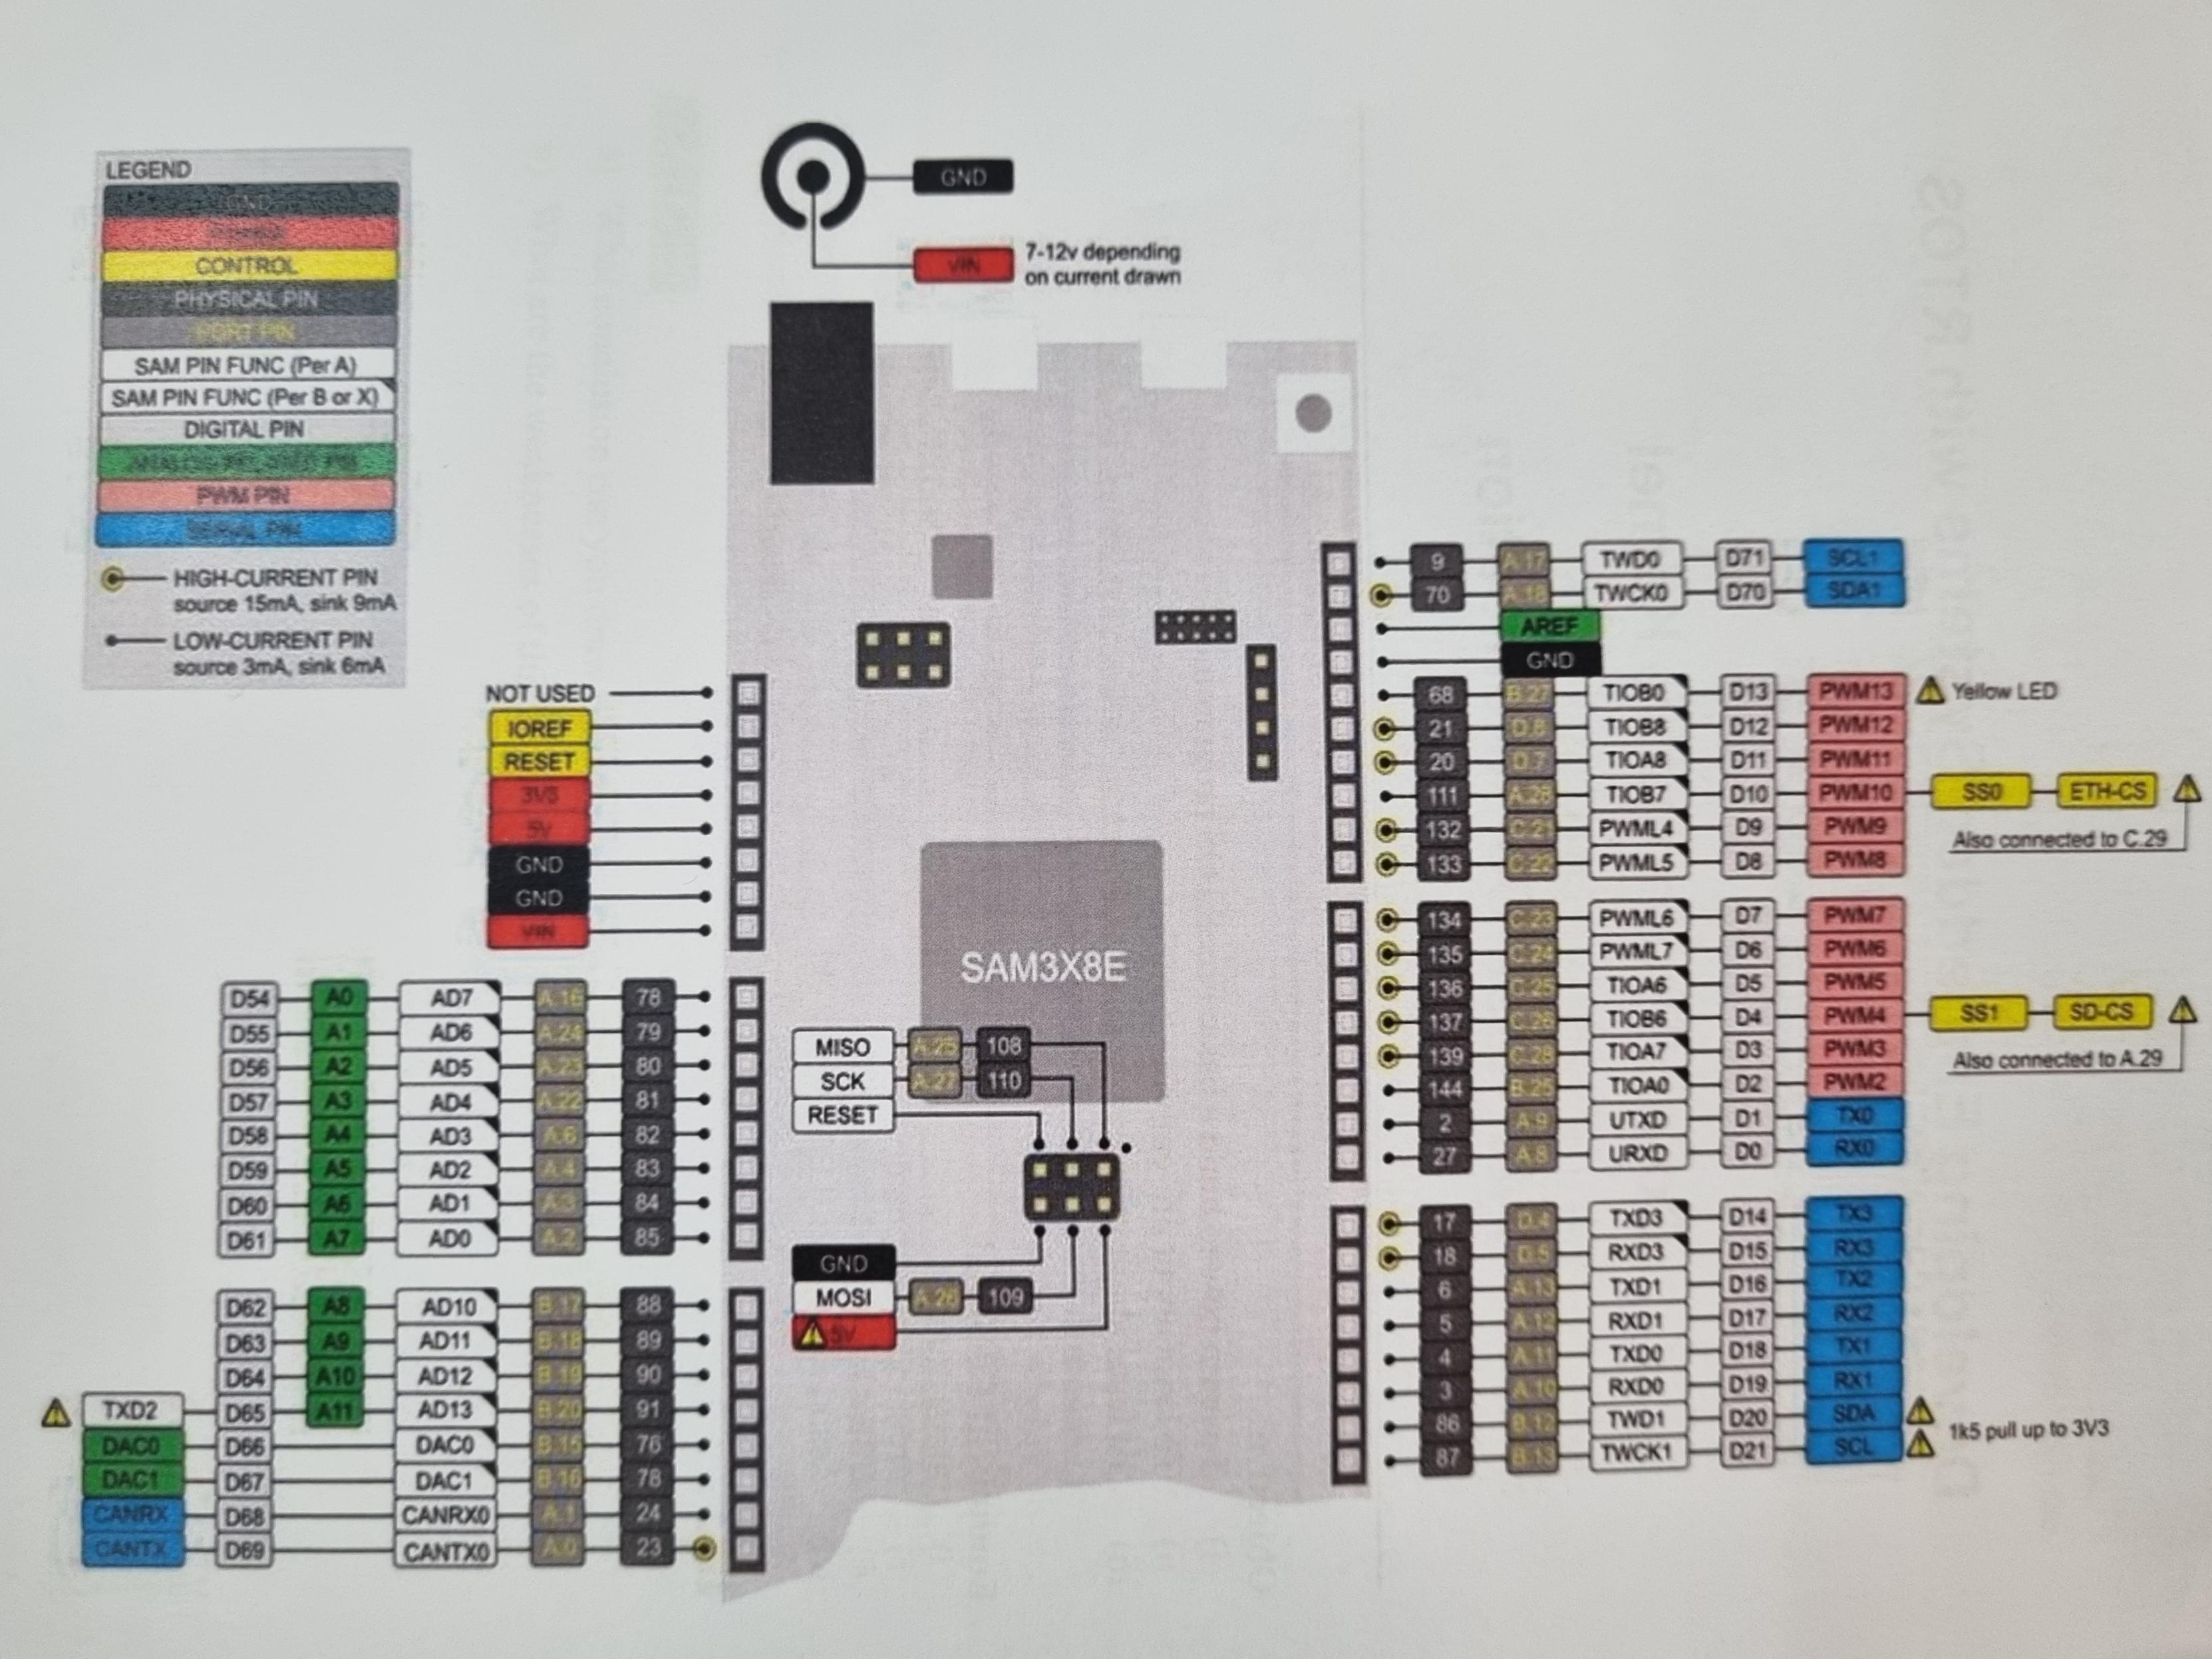 LEGEND
GND
POWER
CONTROL
PHYSICAL PIN
PORT PIN
SAM PIN FUNC (Per A)
SAM PIN FUNC (Per B or X)
DIGITAL PIN
ANALOG-RELATED PIN
PWM PIN
SERIAL PIN
HIGH-CURRENT PIN
source 15mA, sink 9mA
LOW-CURRENT PIN
source 3mA, sink 6mA
GND
VIN
7-12v depending
on current drawn
NOT USED
IOREF
RESET
3V3
5V
GND
GND
VIN
D54 A0 AD7 A.16 78
D55 A1 AD6 A.24 79
D56 A2 AD5 A.23 80
D57 A3 AD4 A.22 81
D58 A4 AD3 A.6 82
D59 A5 AD2 A.4 83
D60 A6 AD1 A.3 84
D61 A7 AD0 A.2 85
D62 A8 AD10 B.17 88
D63 A9 AD11 B.18 89
D64 A10 AD12 B.19 90
TXD2 D65 A11 AD13 B.20 91
DAC0 D66 DAC0 B.15 76
DAC1 D67 DAC1 B.16 78
CANRX D68 CANRX0 A.1 24
CANTX D69 CANTX0 A.0 23
SAM3X8E
MISO A.25 108
SCK A.27 110
RESET
GND
MOSI A.26 109
5V
9 A.17 TWD0 D71 SCL1
70 A.18 TWCK0 D70 SDA1
AREF
GND
68 B.27 TIOB0 D13 PWM13 Yellow LED
21 D.8 TIOB8 D12 PWM12
20 D.7 TIOA8 D11 PWM11
111 A.28 TIOB7 D10 PWM10 SS0 ETH-CS
132 C.21 PWML4 D9 PWM9
Also connected to C.29
133 C.22 PWML5 D8 PWM8
134 C.23 PWML6 D7 PWM7
135 C.24 PWML7 D6 PWM6
136 C.25 TIOA6 D5 PWM5
137 C.26 TIOB6 D4 PWM4 SS1 SD-CS
139 C.28 TIOA7 D3 PWM3
Also connected to A.29
144 B.25 TIOA0 D2 PWM2
2 A.9 UTXD D1 TX0
27 A.8 URXD D0 RX0
17 D.4 TXD3 D14 TX3
18 D.5 RXD3 D15 RX3
6 A.13 TXD1 D16 TX2
5 A.12 RXD1 D17 RX2
4 A.11 TXD0 D18 TX1
3 A.10 RXD0 D19 RX1
86 B.12 TWD1 D20 SDA
1k5 pull up to 3V3
87 B.13 TWCK1 D21 SCL